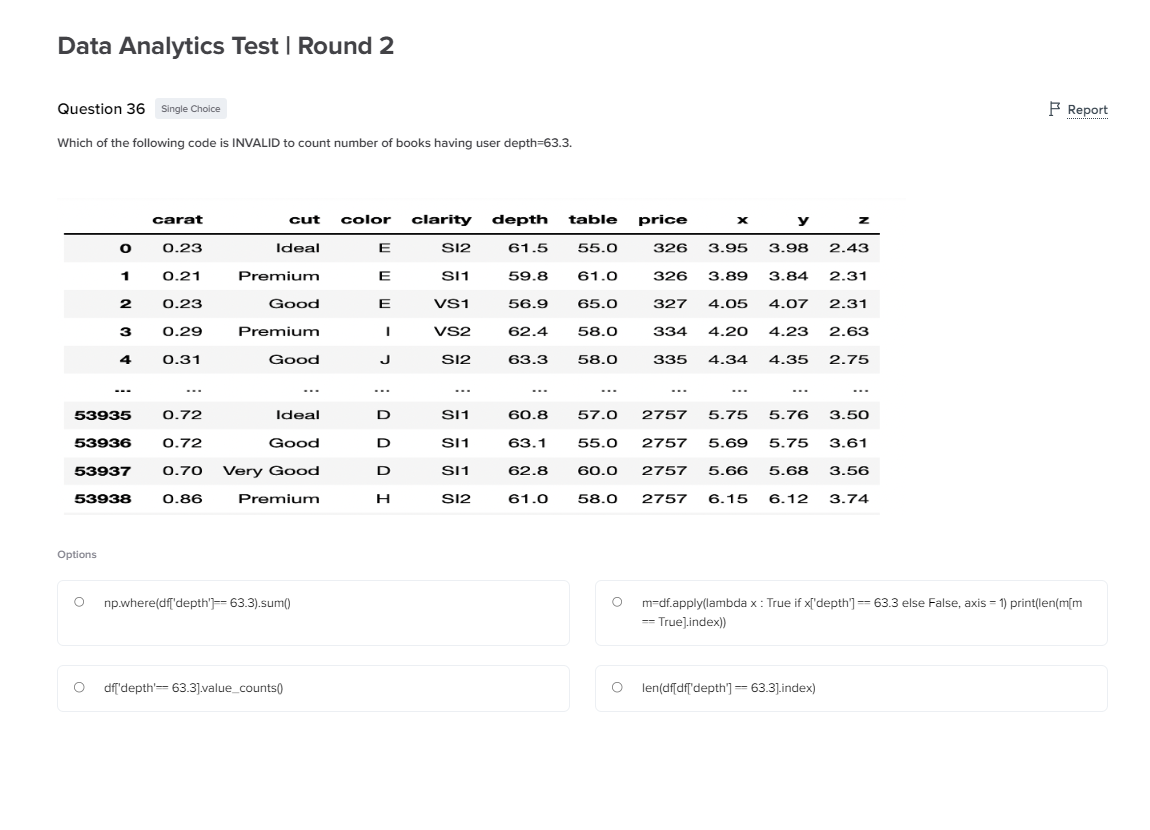 Data Analytics Test | Round 2
Question 36 Single Choice Report
Which of the following code is INVALID to count number of books having user depth=63.3.
carat cut color clarity depth table price x y z
0 0.23 Ideal E SI2 61.5 55.0 326 3.95 3.98 2.43
1 0.21 Premium E SI1 59.8 61.0 326 3.89 3.84 2.31
2 0.23 Good E VS1 56.9 65.0 327 4.05 4.07 2.31
3 0.29 Premium I VS2 62.4 58.0 334 4.20 4.23 2.63
4 0.31 Good J SI2 63.3 58.0 335 4.34 4.35 2.75
... ... ... ... ... ... ... ... ... ... ...
53935 0.72 Ideal D SI1 60.8 57.0 2757 5.75 5.76 3.50
53936 0.72 Good D SI1 63.1 55.0 2757 5.69 5.75 3.61
53937 0.70 Very Good D SI1 62.8 60.0 2757 5.66 5.68 3.56
53938 0.86 Premium H SI2 61.0 58.0 2757 6.15 6.12 3.74
Options
np.where(df['depth']== 63.3).sum()
m=df.apply(lambda x : True if x['depth'] == 63.3 else False, axis = 1) print(len(m[m
== True].index))
df['depth'== 63.3].value_counts()
len(df[df['depth'] == 63.3].index)